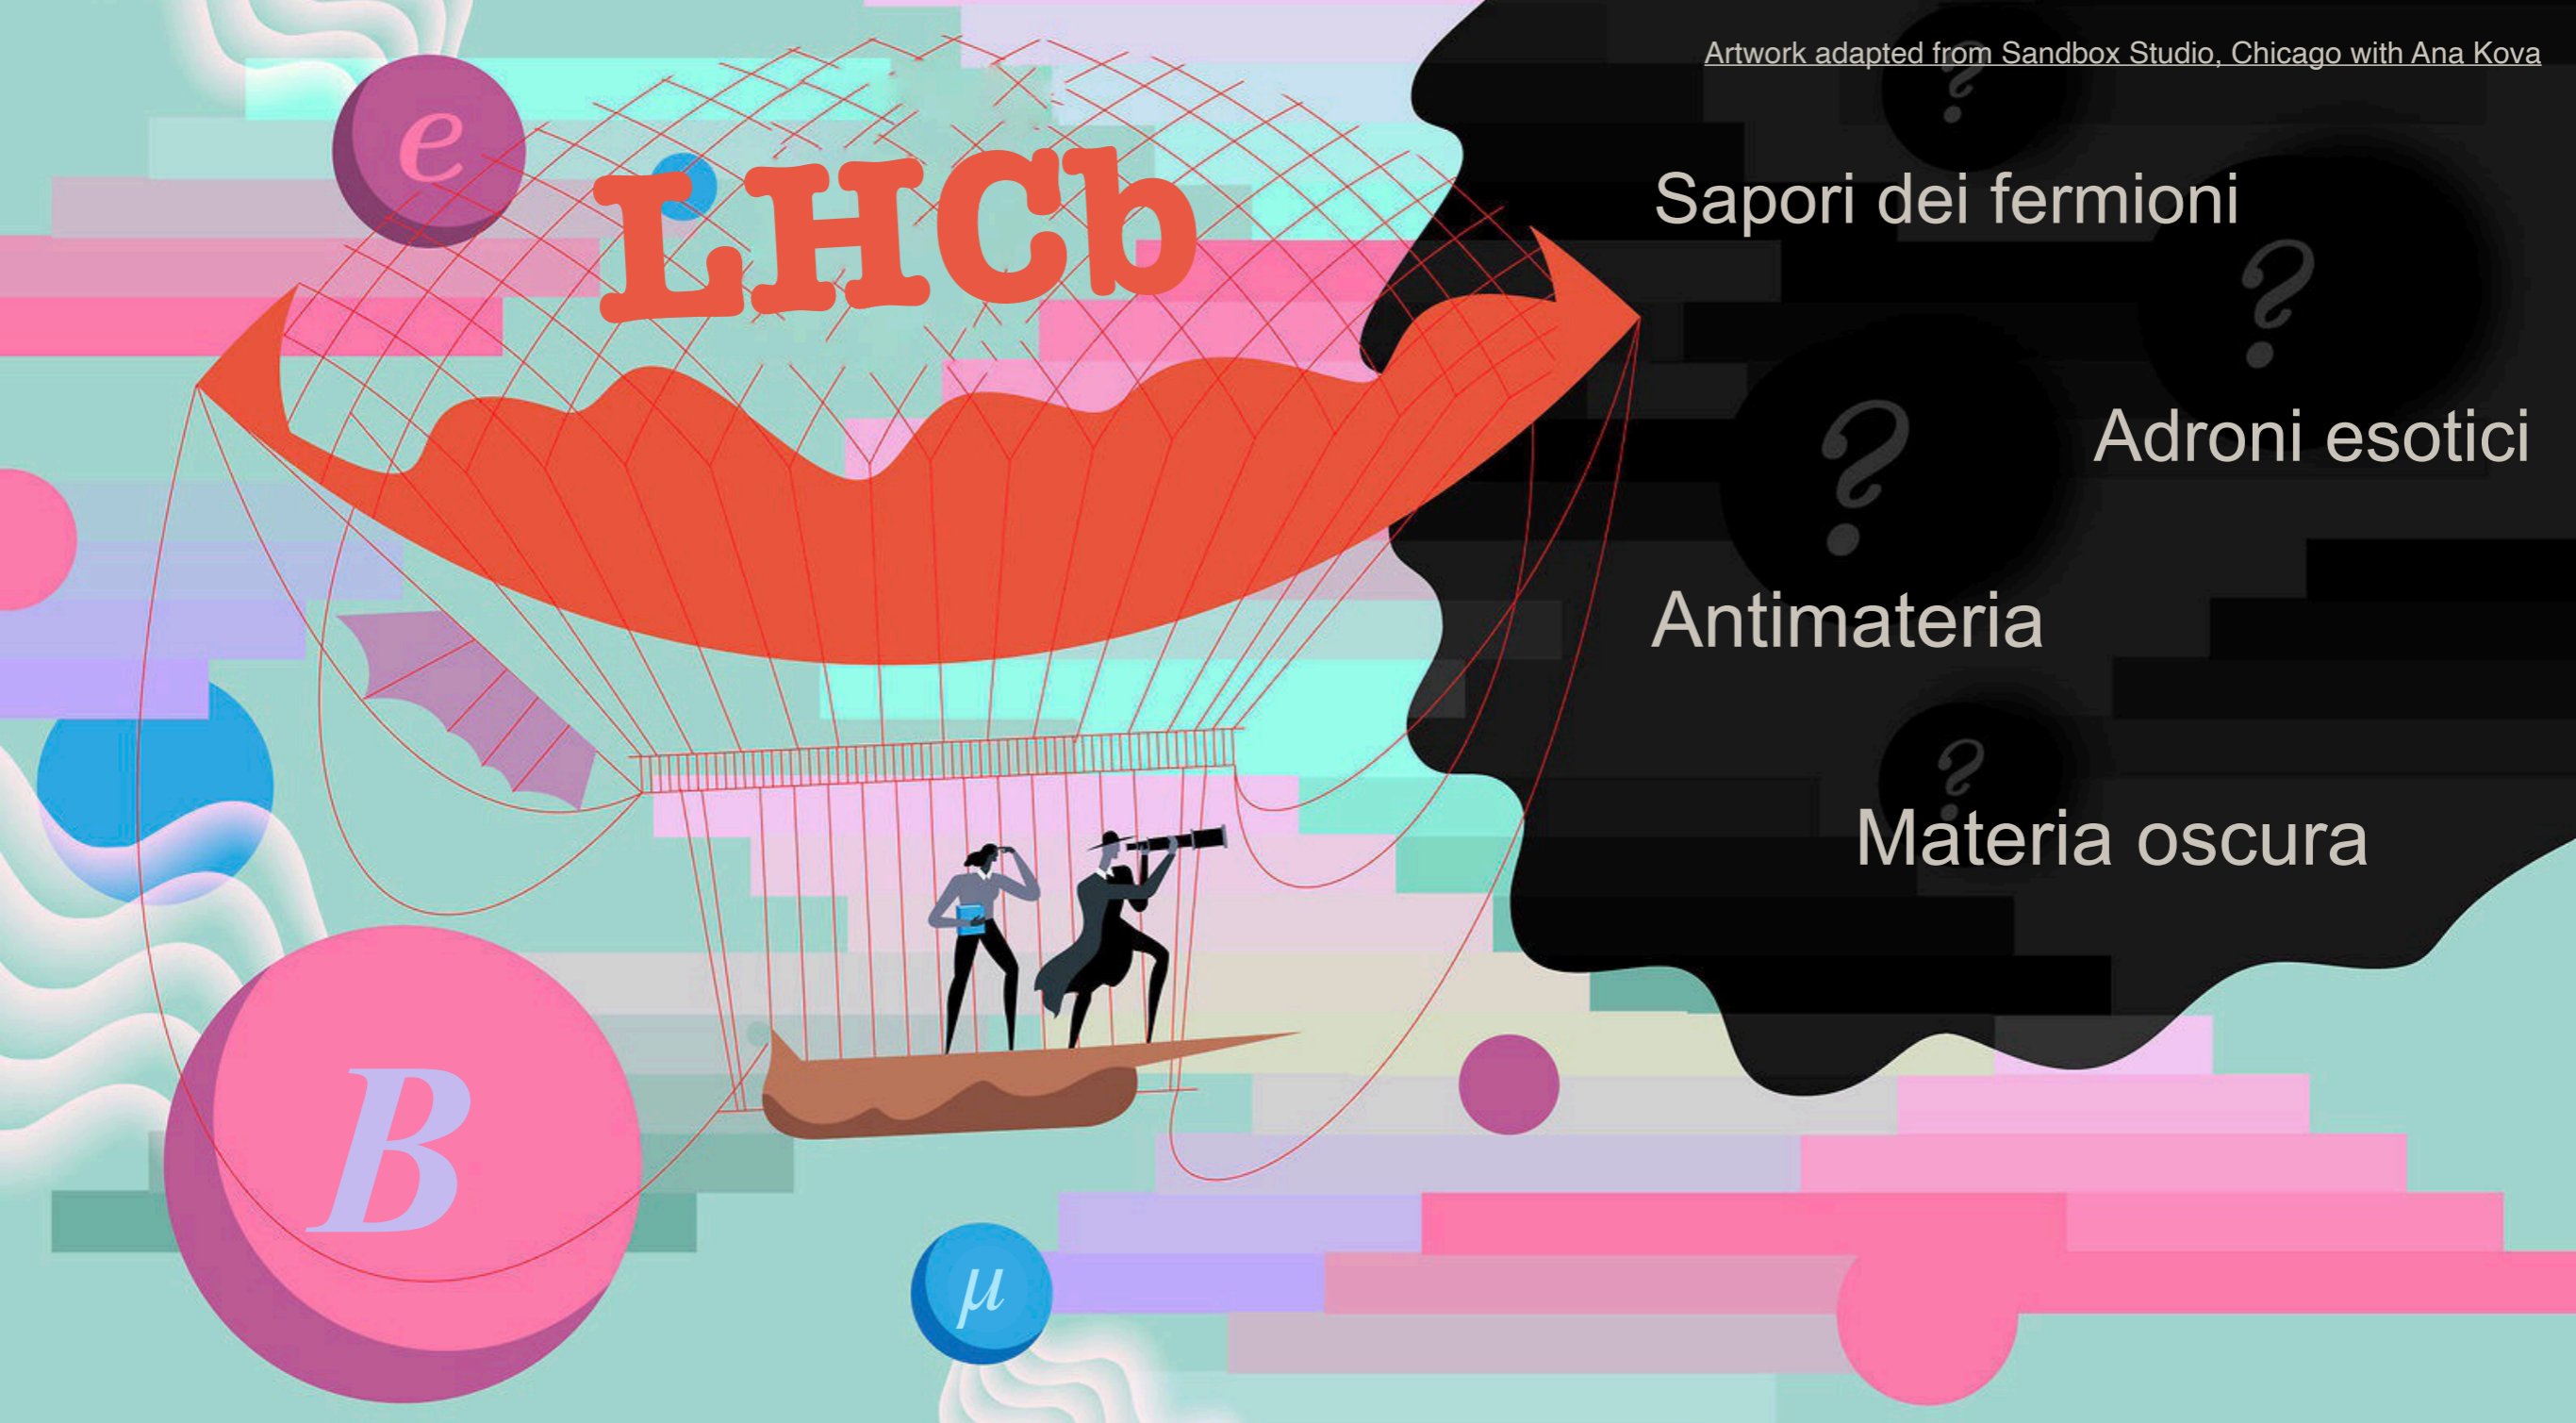 Artwork adapted from Sandbox Studio, Chicago with Ana Kova
?
e
LHCb
Sapori dei fermioni
?
Adroni esotici
?
Antimateria
?
Materia oscura
B
μ